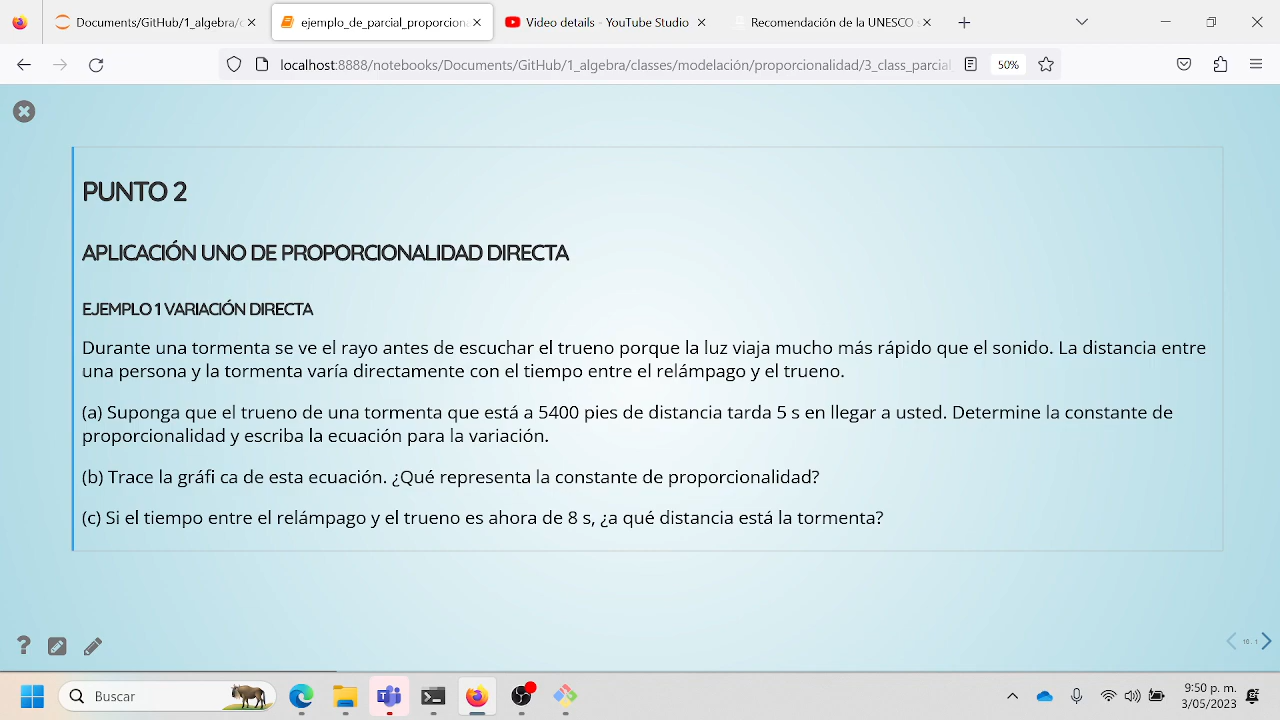 Documents/GitHub/1_algebra/c
ejemplo_de_parcial_proporcion
Video details - YouTube Studio
Recomendación de la UNESCO
localhost:8888/notebooks/Documents/GitHub/1_algebra/classes/modelación/proporcionalidad/3_class_parcial_
50%
PUNTO 2
APLICACIÓN UNO DE PROPORCIONALIDAD DIRECTA
EJEMPLO 1 VARIACIÓN DIRECTA
Durante una tormenta se ve el rayo antes de escuchar el trueno porque la luz viaja mucho más rápido que el sonido. La distancia entre
una persona y la tormenta varía directamente con el tiempo entre el relámpago y el trueno.
(a) Suponga que el trueno de una tormenta que está a 5400 pies de distancia tarda 5 s en llegar a usted. Determine la constante de
proporcionalidad y escriba la ecuación para la variación.
(b) Trace la gráfi ca de esta ecuación. ¿Qué representa la constante de proporcionalidad?
(c) Si el tiempo entre el relámpago y el trueno es ahora de 8 s, ¿a qué distancia está la tormenta?
10.1
Buscar
9:50 p. m.
3/05/2023